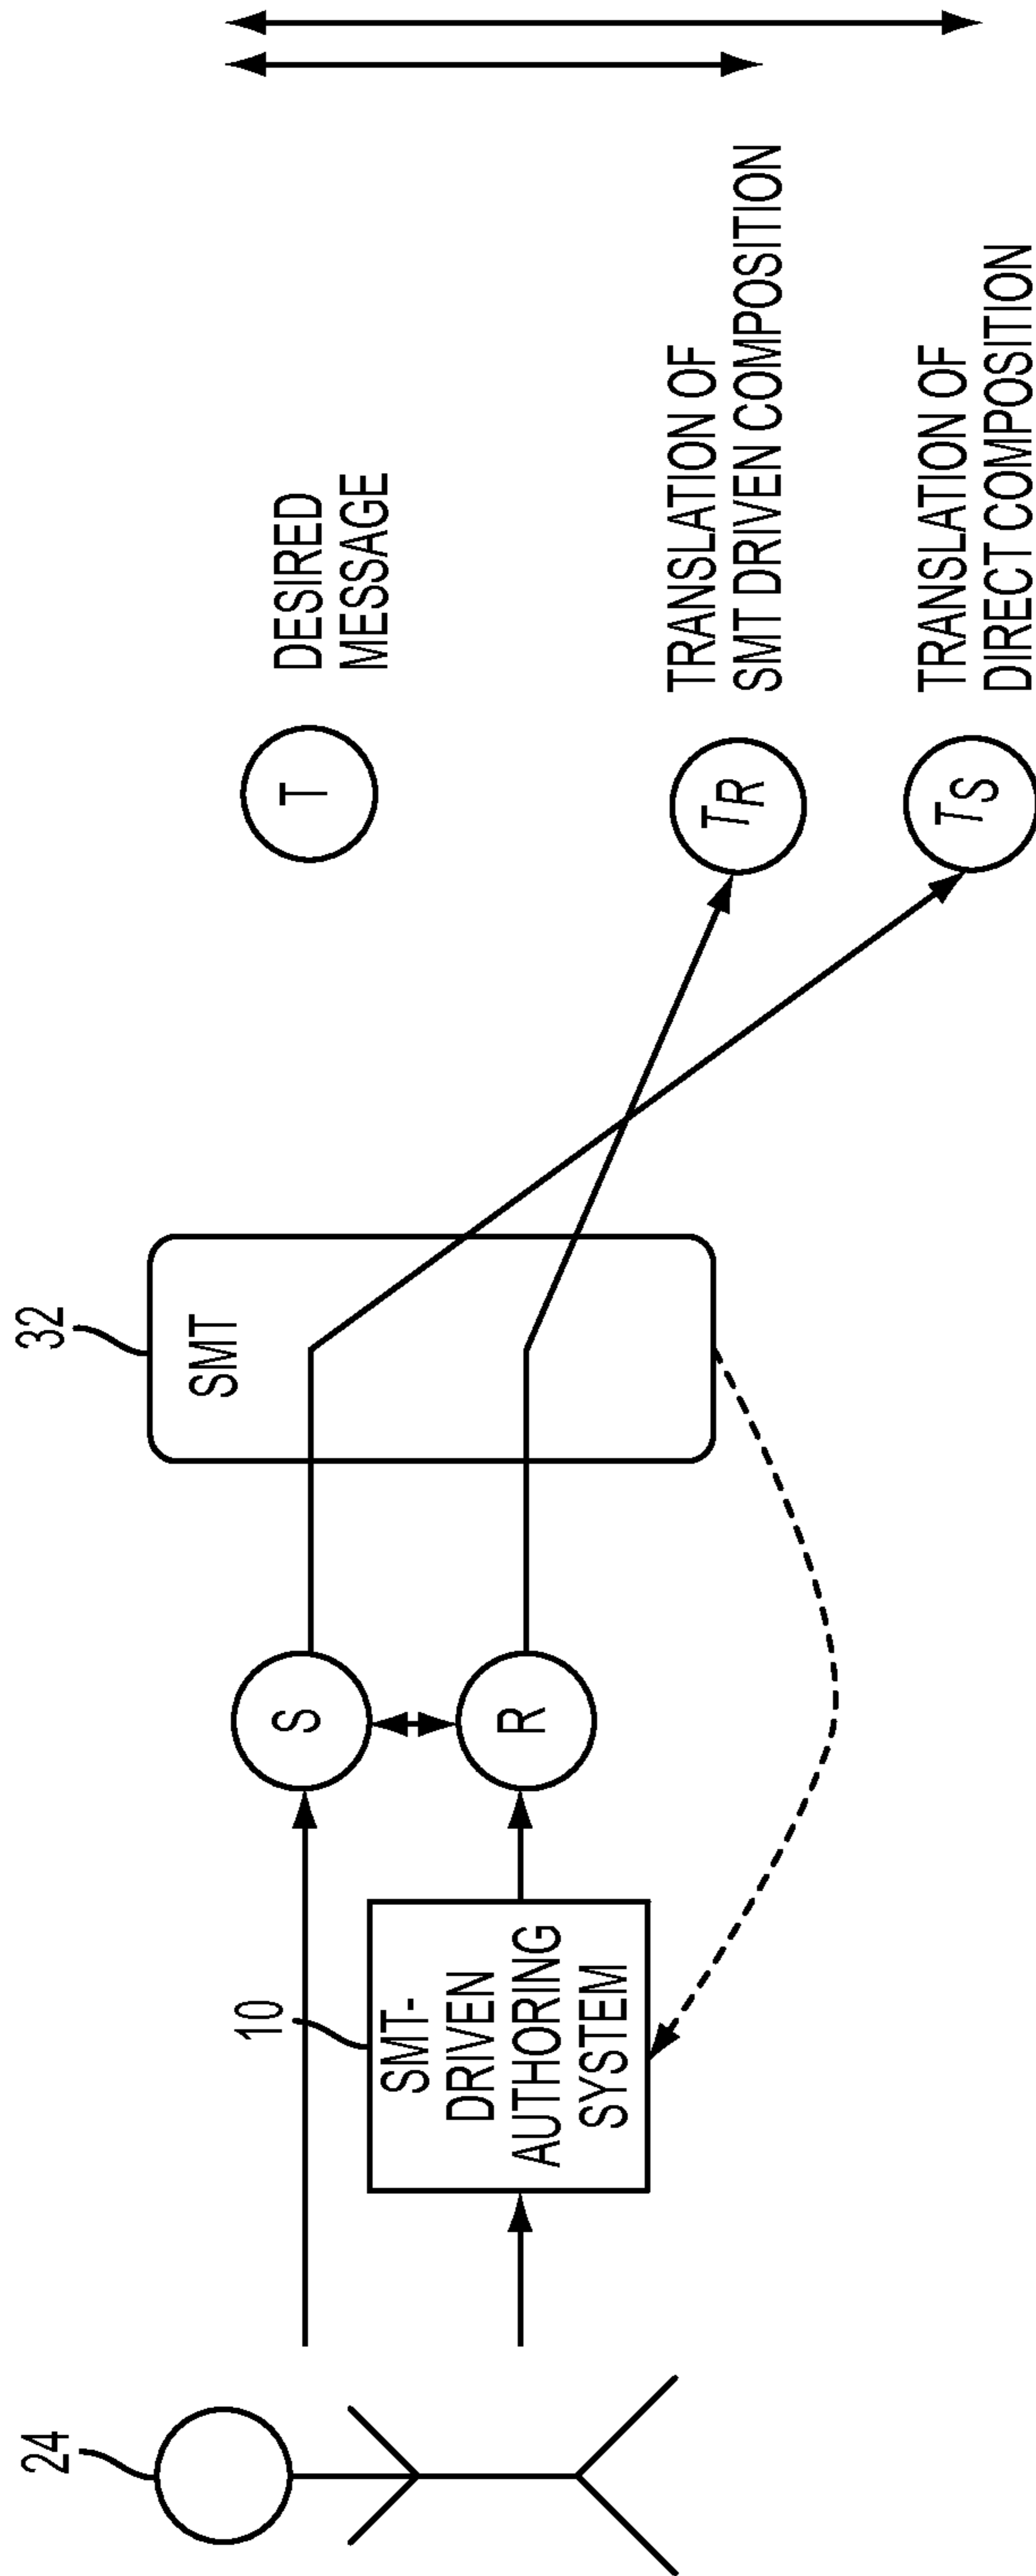 24
10
SMT-
DRIVEN
AUTHORING
SYSTEM
S
R
32
SMT
T
DESIRED
MESSAGE
TR
TRANSLATION OF
SMT DRIVEN COMPOSITION
TS
TRANSLATION OF
DIRECT COMPOSITION